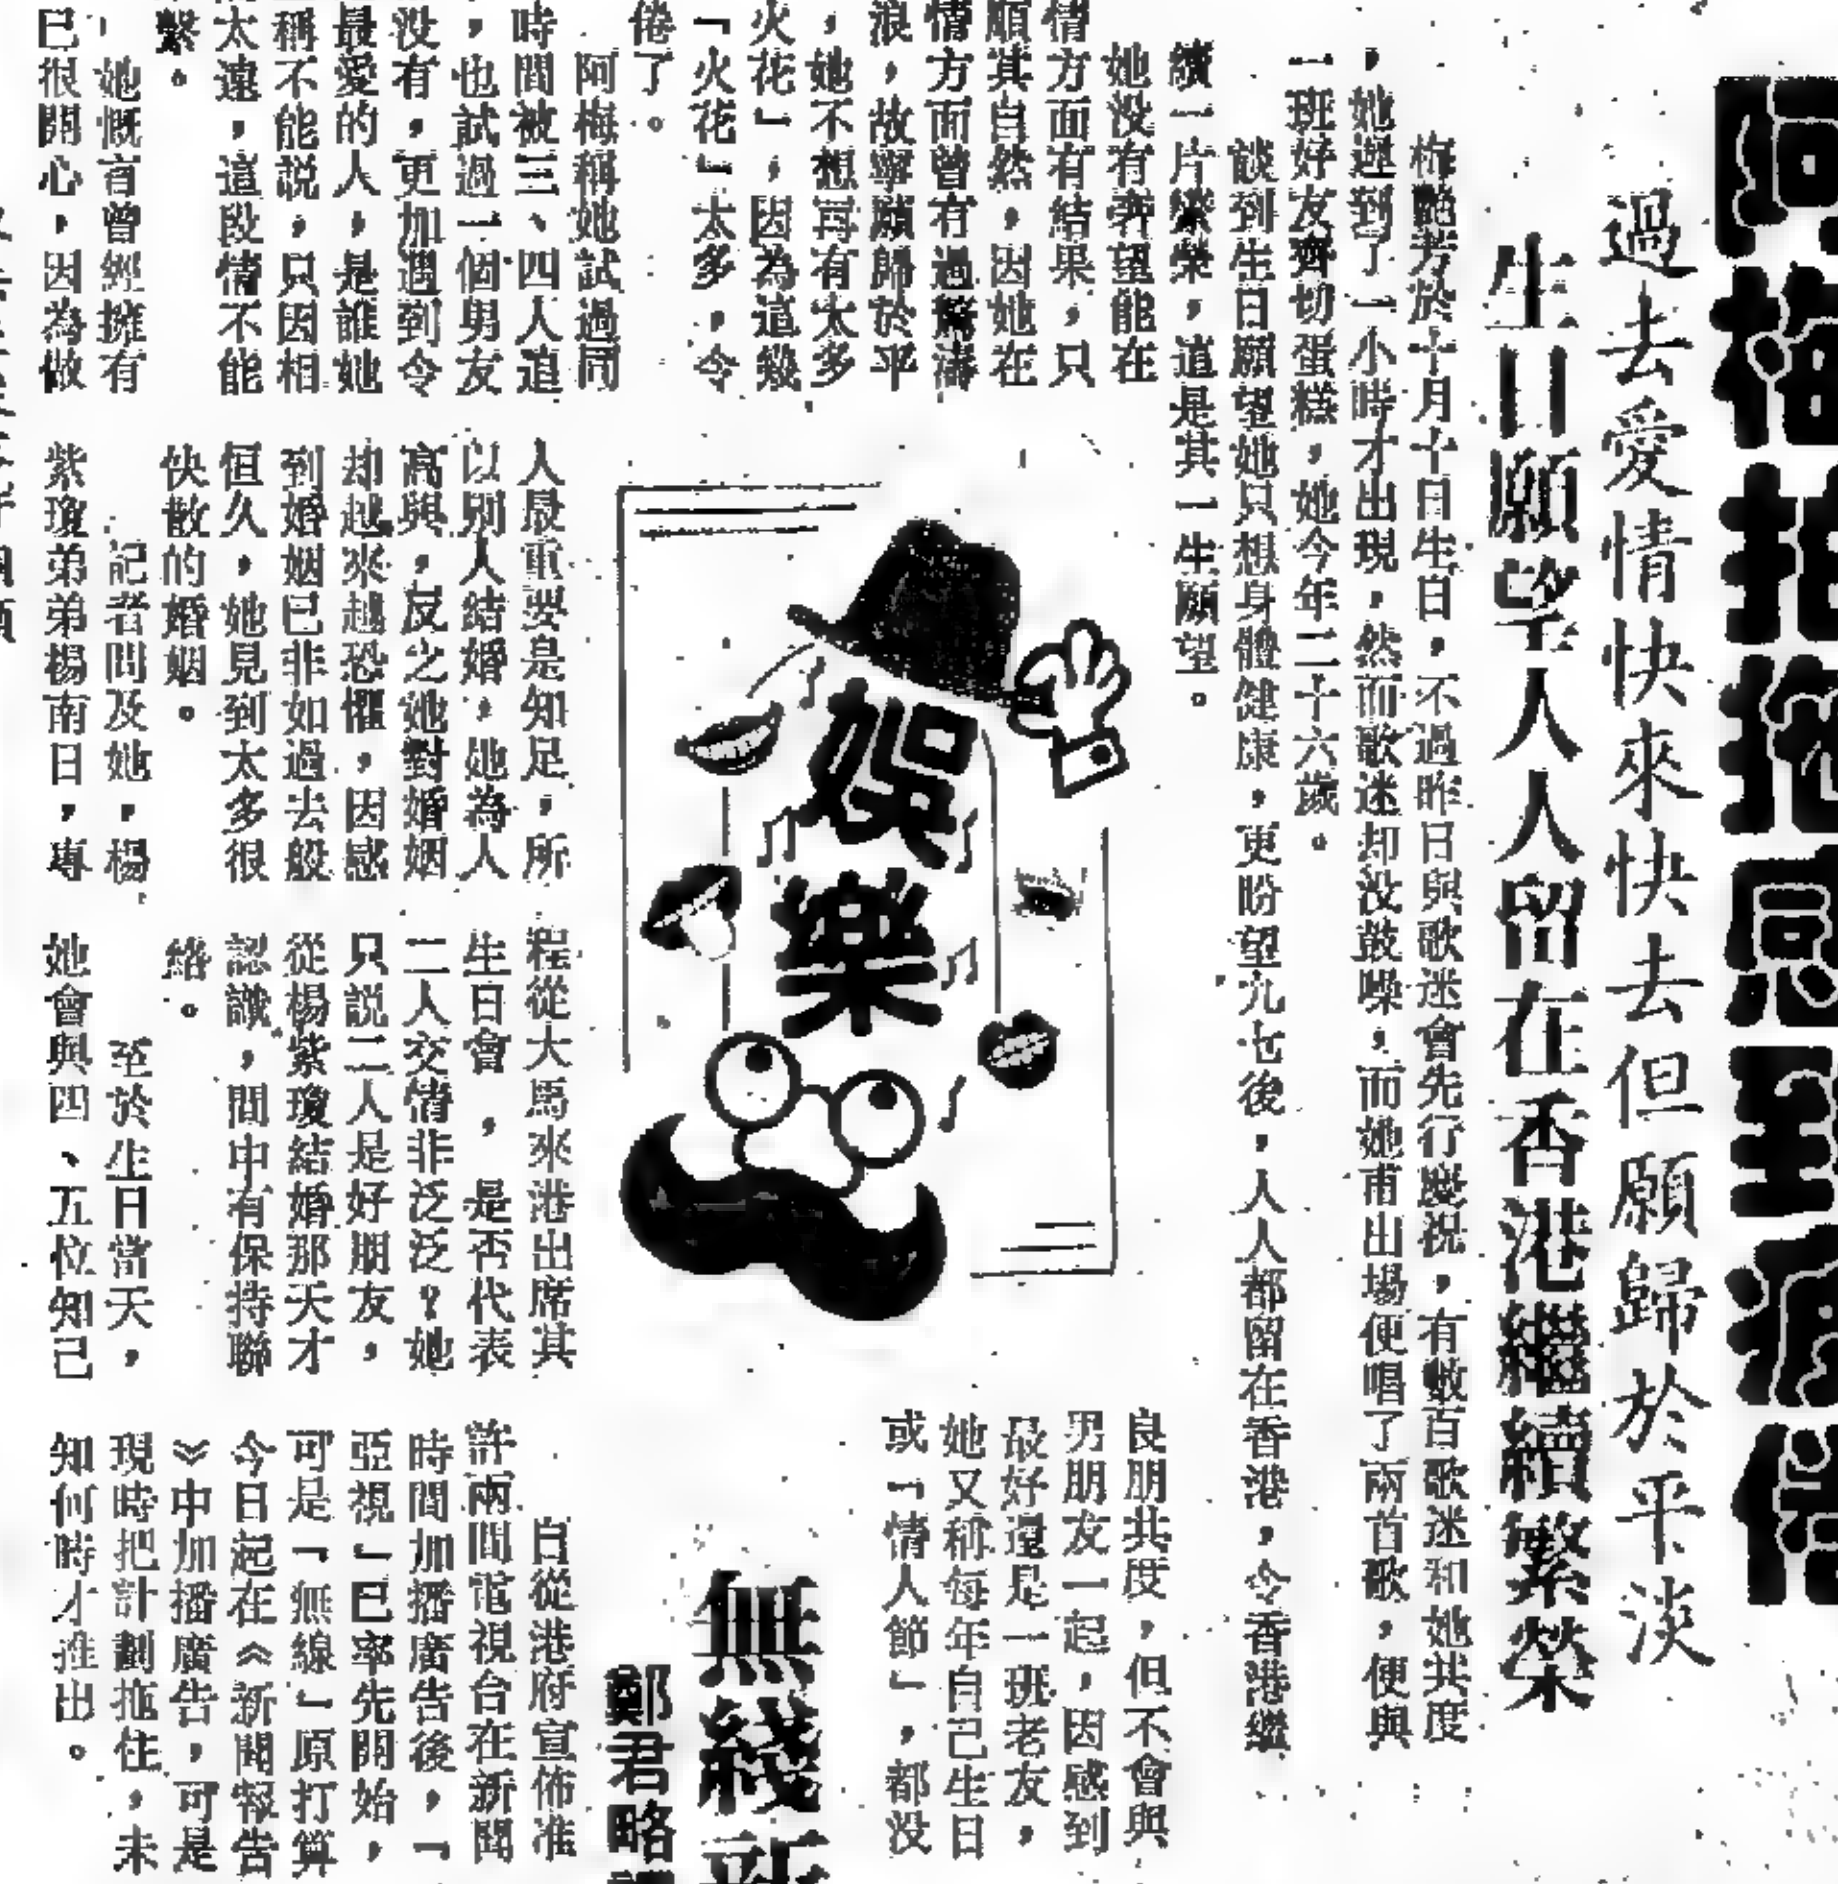 阿梅拍拖感到疲倦
過去愛情快來快去但願歸於平淡
生日願望人人留在香港繼續繁榮
梅艷芳於十月十日生日，不過昨日與歌迷會先行慶祝，有數百歌迷和她共度
，她遲到了一小時才出現，然而歌迷却没鼓噪，而她甫出場便唱了兩首歌，便與
一班好友齊切蛋糕，她今年二十六歲。
談到生日願望她只想身體健康，更盼望九七後，人人都留在香港，令香港繼
續一片繁榮，這是其一生願望。
她没有奢望能在
情方面有結果，只
順其自然，因她在
情方面曾有過驚濤
浪，故寧願歸於平
，她不想再有太多
火花」，因為這幾
「火花」太多，令
倦了。
阿梅稱她試過同
時間被三、四人追
，也試過一個男友
没有，更加遇到令
最愛的人，是誰她
稱不能説，只因相
太遠，這段情不能
繫。
她慨言曾經擁有
已很開心，因為做
娛
樂
人最重要是知足，所
以別人結婚，她為人
高興，反之她對婚姻
却越來越恐懼，因感
到婚姻已非如過去般
恒久，她見到太多很
快散的婚姻。
記者問及她，楊
紫瓊弟弟楊南日，專
程從大馬來港出席其
生日會，是否代表
二人交情非泛泛？她
只説二人是好朋友，
從楊紫瓊結婚那天才
認識，間中有保持聯
絡。
至於生日當天，
她會與四、五位知己
良朋共度，但不會與
男朋友一起，因感到
最好還是一班老友，
她又稱每年自己生日
或「情人節」，都没
無綫新
鄭君略
自從港府宣佈准
許兩間電視台在新聞
時間加播廣告後，「
亞視」已率先開始，
可是「無線」原打算
今日起在《新聞報告
》中加播廣告，可是
現時把計劃拖住，未
知何時才推出。